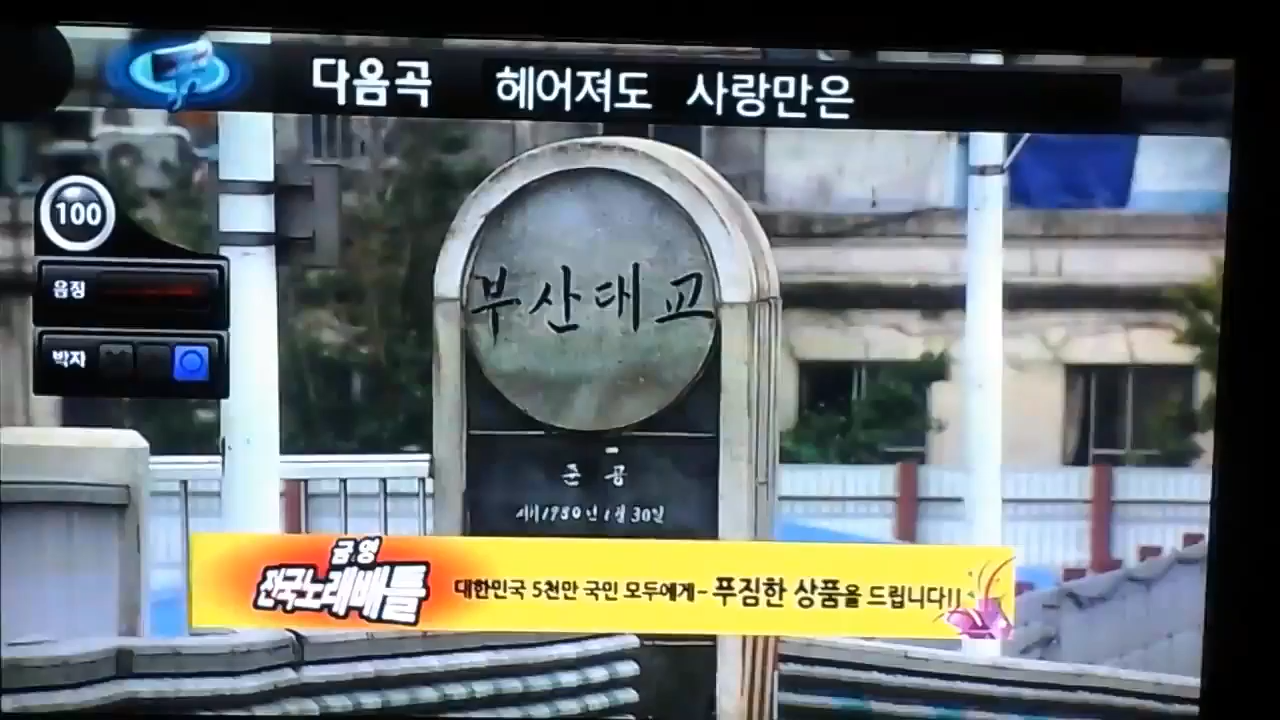 다음곡 헤어져도 사랑만은
100
음정
박자
부산대교
준공
서기1980년 1월 30일
금영
전국노래배틀
대한민국 5천만 국민 모두에게~ 푸짐한 상품을 드립니다!!